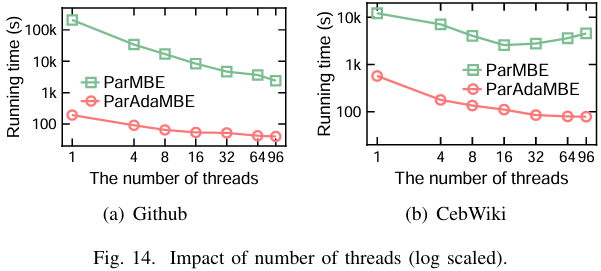 Running time (s)
100k
10k
1k
100
ParMBE
ParAdaMBE
1 4 8 16 32 64 96
The number of threads
(a) Github
Running time (s)
10k
1k
100
ParMBE
ParAdaMBE
1 4 8 16 32 64 96
The number of threads
(b) CebWiki
Fig. 14. Impact of number of threads (log scaled).